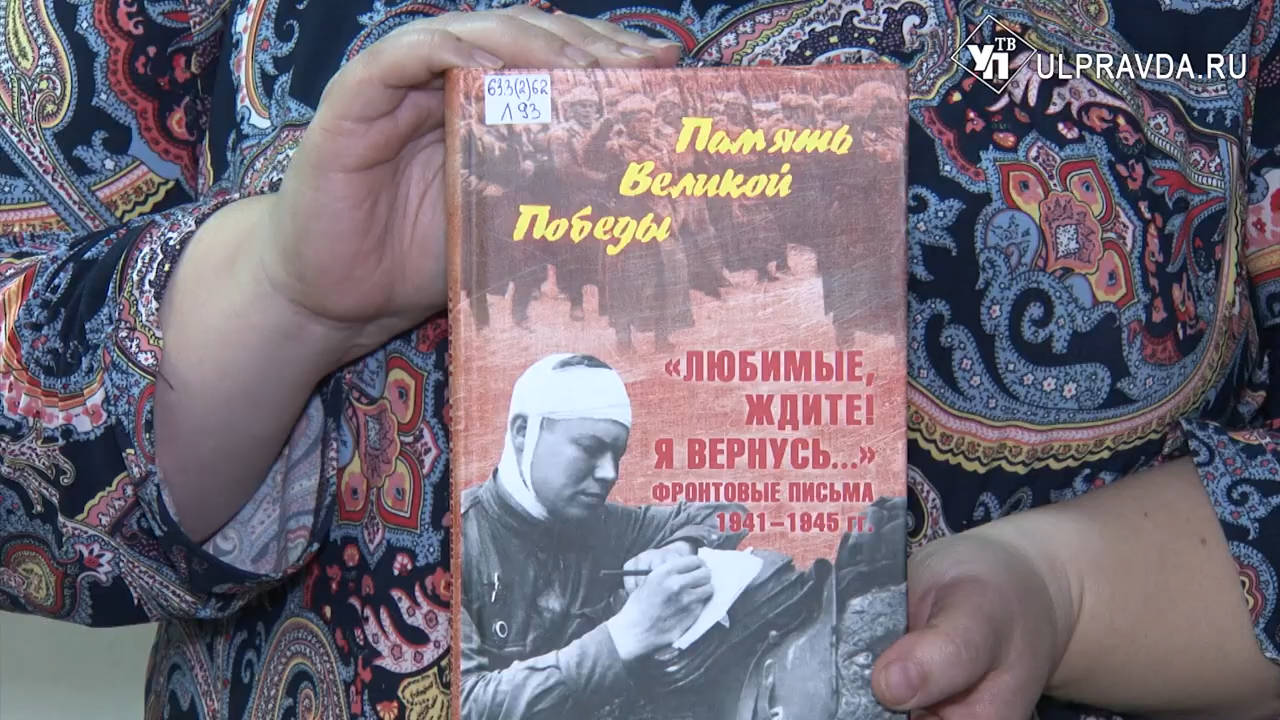 УП ТВ ULPRAVDA.RU
63.3(2)62
Л 93
Память
Великой
Победы
«ЛЮБИМЫЕ,
ЖДИТЕ!
Я ВЕРНУСЬ...»
ФРОНТОВЫЕ ПИСЬМА
1941–1945 гг.